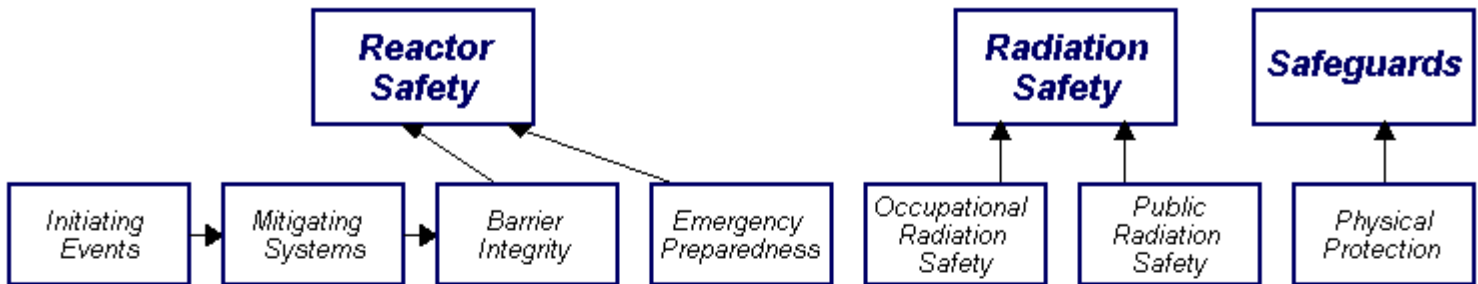 Reactor
Safety
Radiation
Safety
Safeguards
Initiating
Events
Mitigating
Systems
Barrier
Integrity
Emergency
Preparedness
Occupational
Radiation
Safety
Public
Radiation
Safety
Physical
Protection